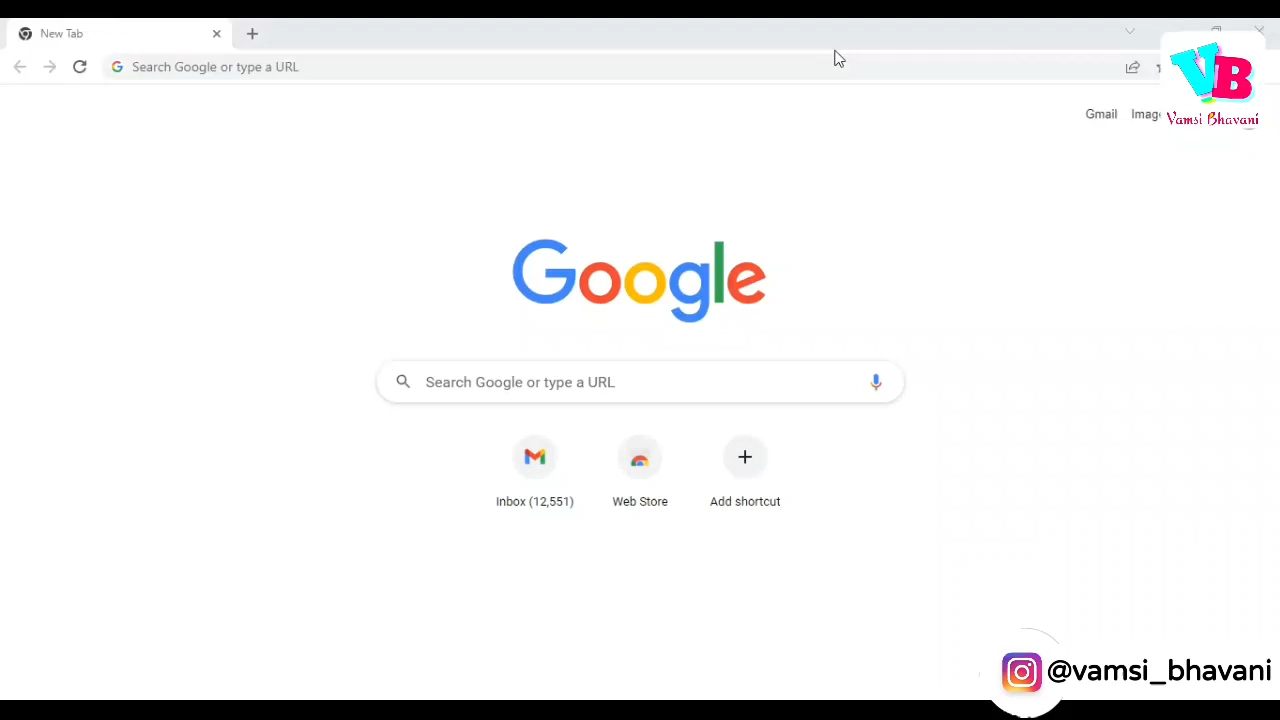 New Tab
Search Google or type a URL
VB
Vamsi Bhavani
Gmail
Google
Search Google or type a URL
Inbox (12,551)
Web Store
Add shortcut
@vamsi_bhavani